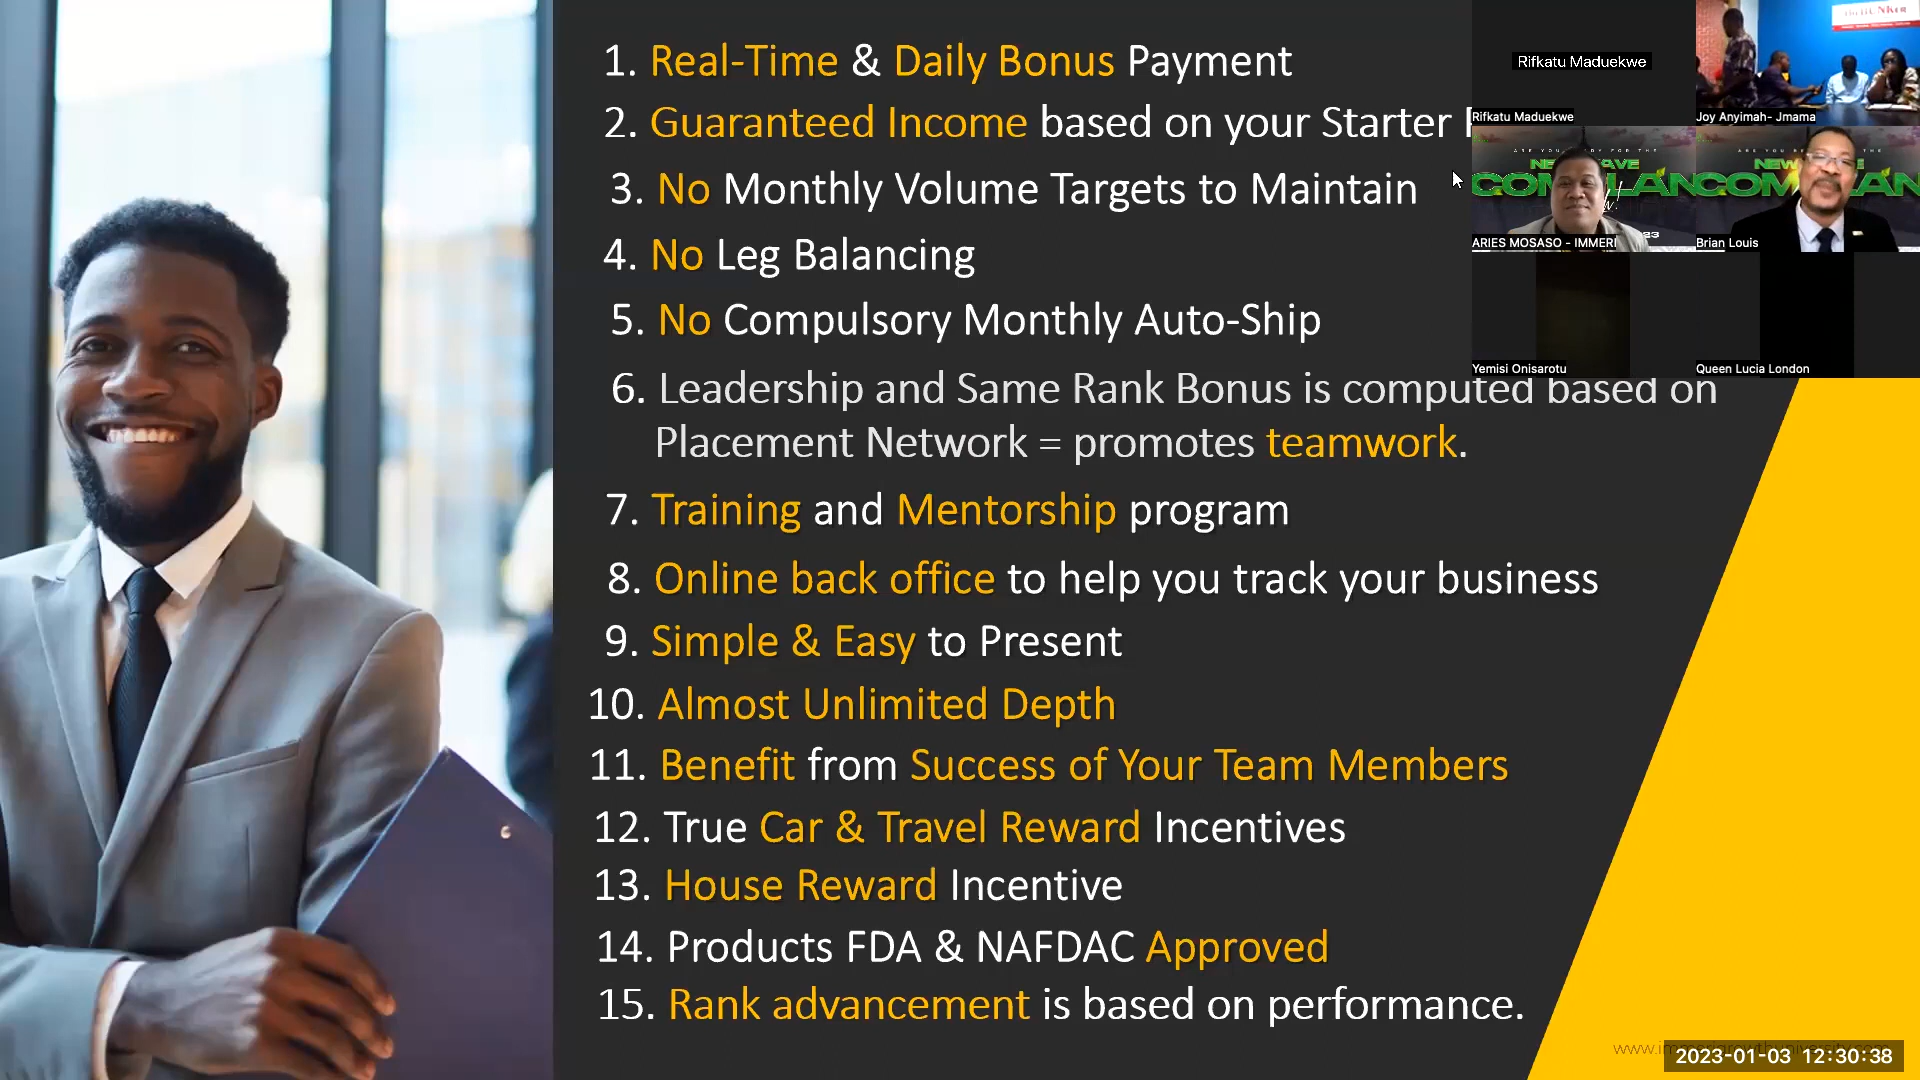 1. Real-Time & Daily Bonus Payment
2. Guaranteed Income based on your Starter
3. No Monthly Volume Targets to Maintain
4. No Leg Balancing
5. No Compulsory Monthly Auto-Ship
6. Leadership and Same Rank Bonus is computed based on
Placement Network = promotes teamwork.
7. Training and Mentorship program
8. Online back office to help you track your business
9. Simple & Easy to Present
10. Almost Unlimited Depth
11. Benefit from Success of Your Team Members
12. True Car & Travel Reward Incentives
13. House Reward Incentive
14. Products FDA & NAFDAC Approved
15. Rank advancement is based on performance.
Rifkatu Maduekwe
Rifkatu Maduekwe
Joy Anyimah- Jmama
ARIES MOSASO - IMMERI
Brian Louis
Yemisi Onisarotu
Queen Lucia London
2023-01-03 12:30:38